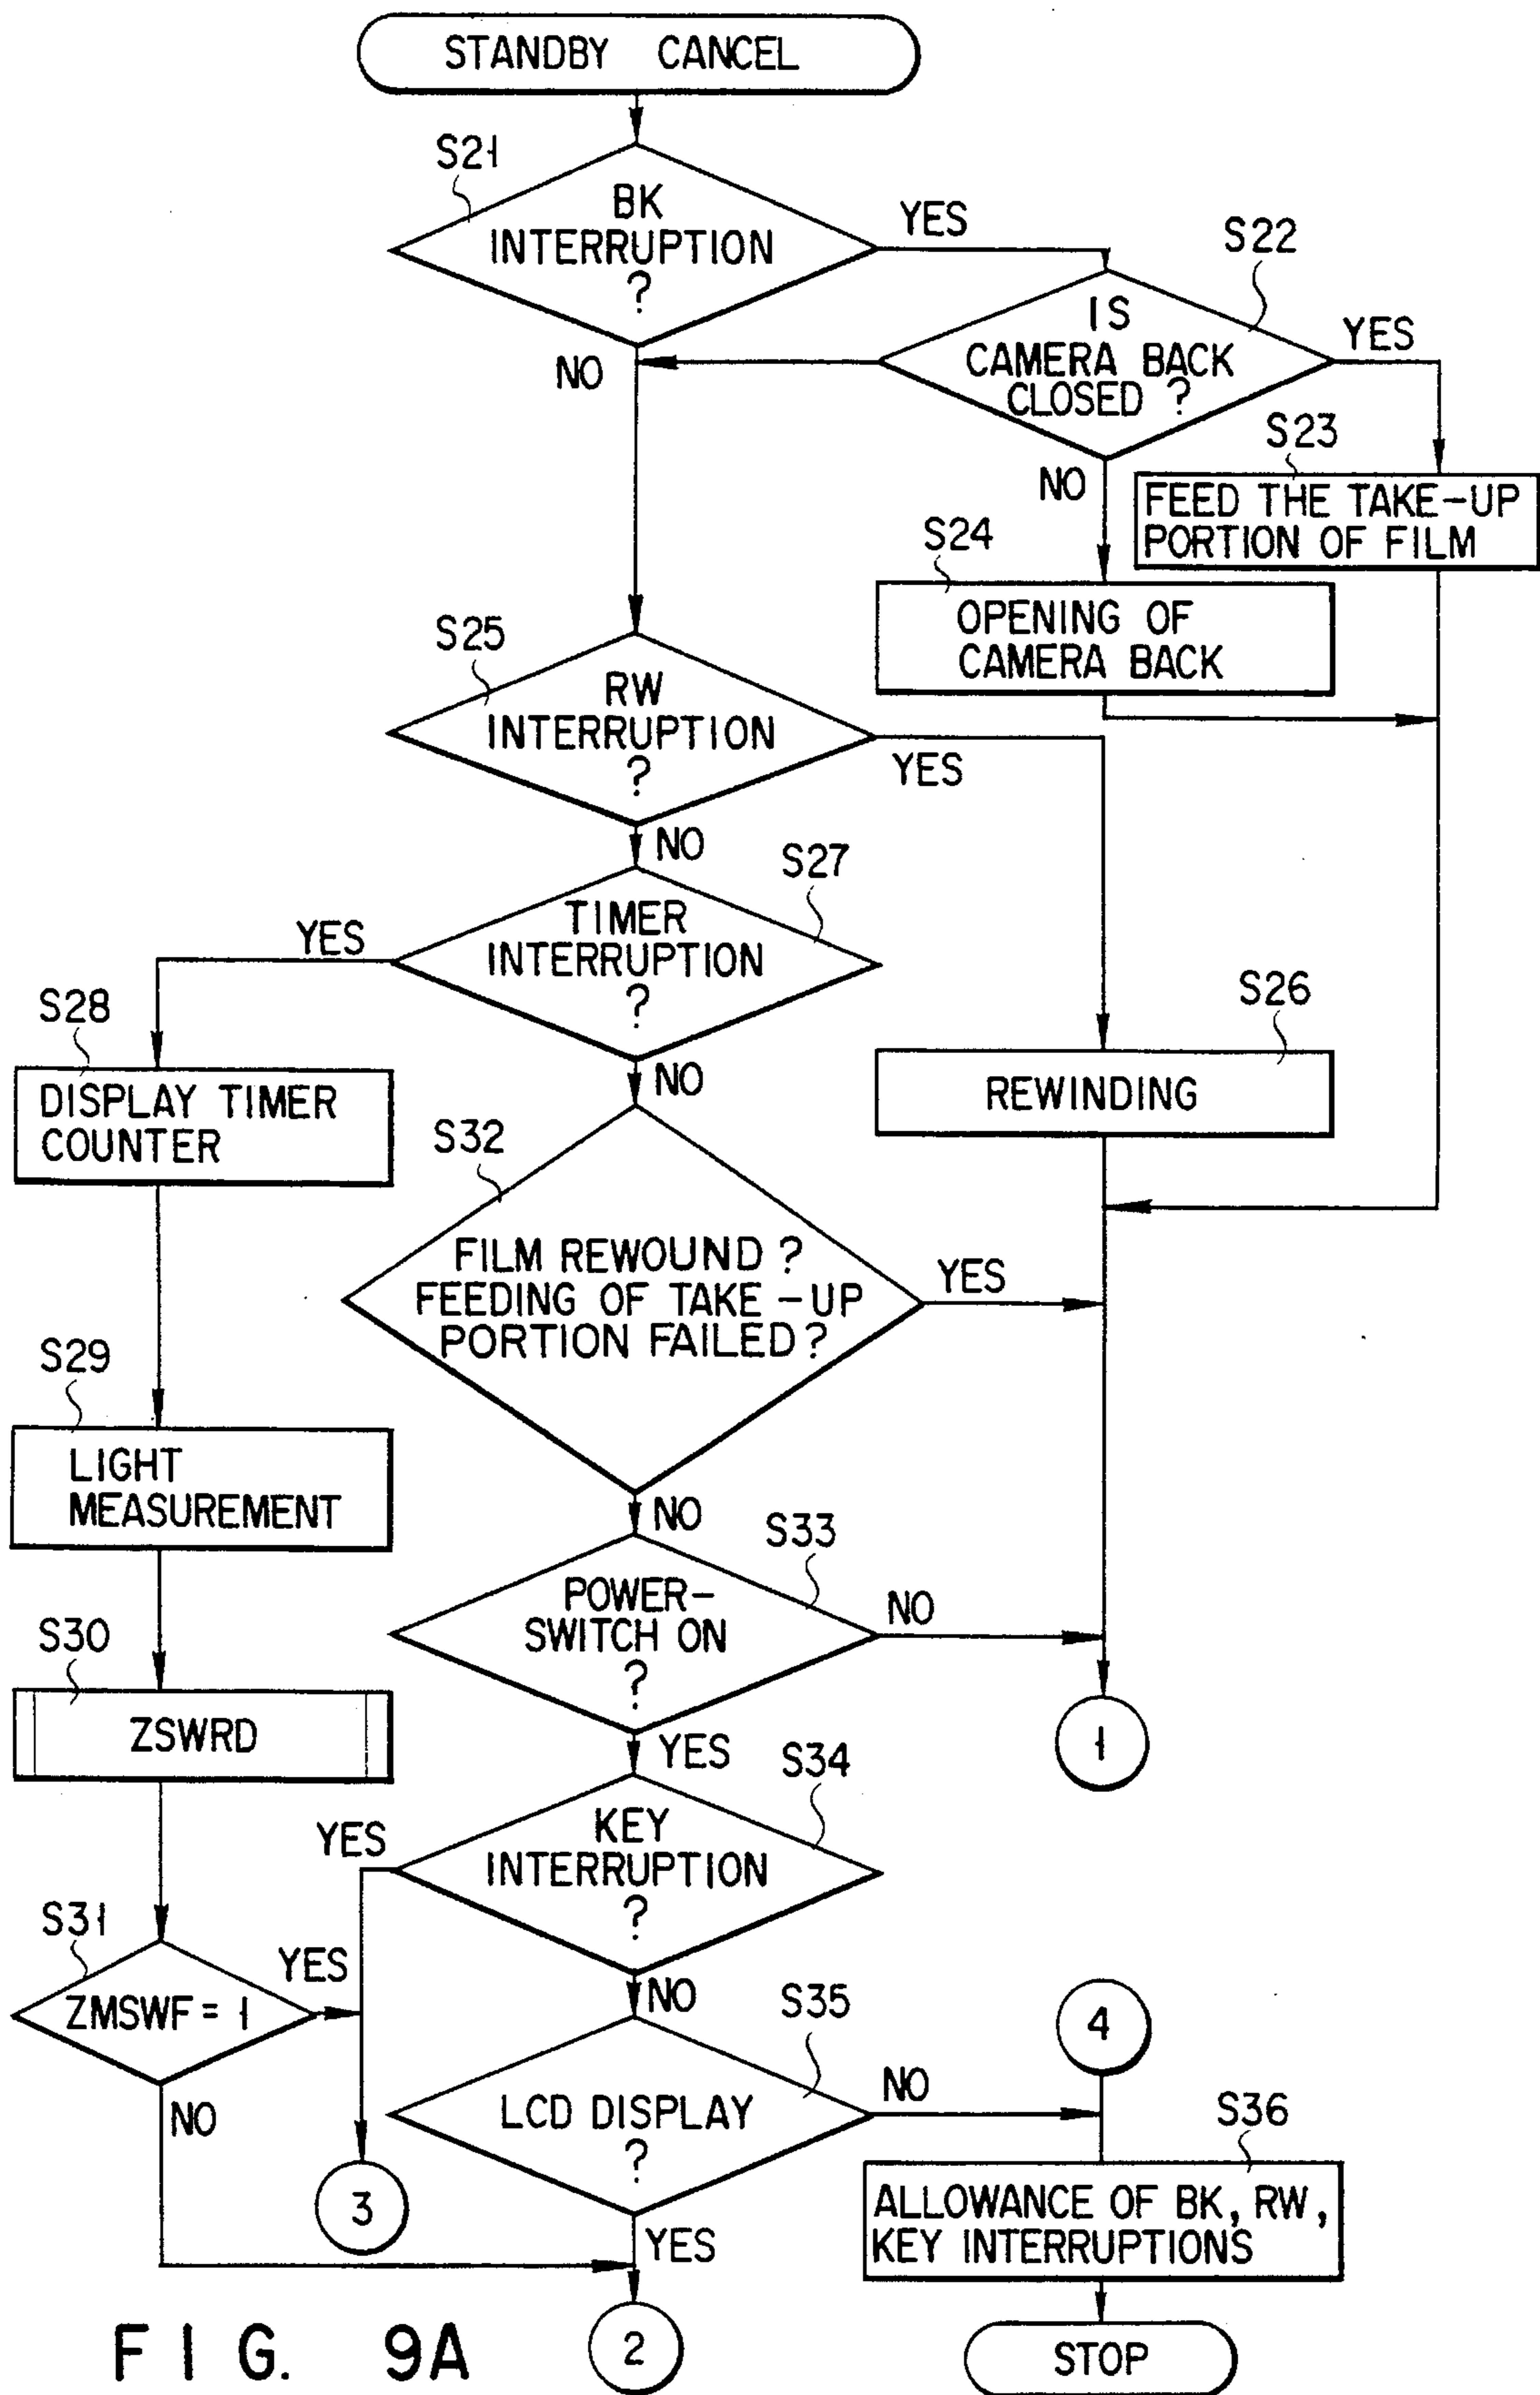 STANDBY CANCEL
S21
BK
INTERRUPTION
?
YES
NO
S22
IS
CAMERA BACK
CLOSED ?
YES
NO
S23
FEED THE TAKE-UP
PORTION OF FILM
S24
OPENING OF
CAMERA BACK
S25
RW
INTERRUPTION
?
YES
NO
S26
REWINDING
S27
TIMER
INTERRUPTION
?
YES
NO
S28
DISPLAY TIMER
COUNTER
S29
LIGHT
MEASUREMENT
S30
ZSWRD
S31
ZMSWF = 1
YES
NO
S32
FILM REWOUND ?
FEEDING OF TAKE-UP
PORTION FAILED ?
YES
NO
S33
POWER-
SWITCH ON
?
NO
YES
1
S34
KEY
INTERRUPTION
?
YES
NO
3
S35
LCD DISPLAY
?
NO
YES
2
4
S36
ALLOWANCE OF BK, RW,
KEY INTERRUPTIONS
STOP
FIG. 9A